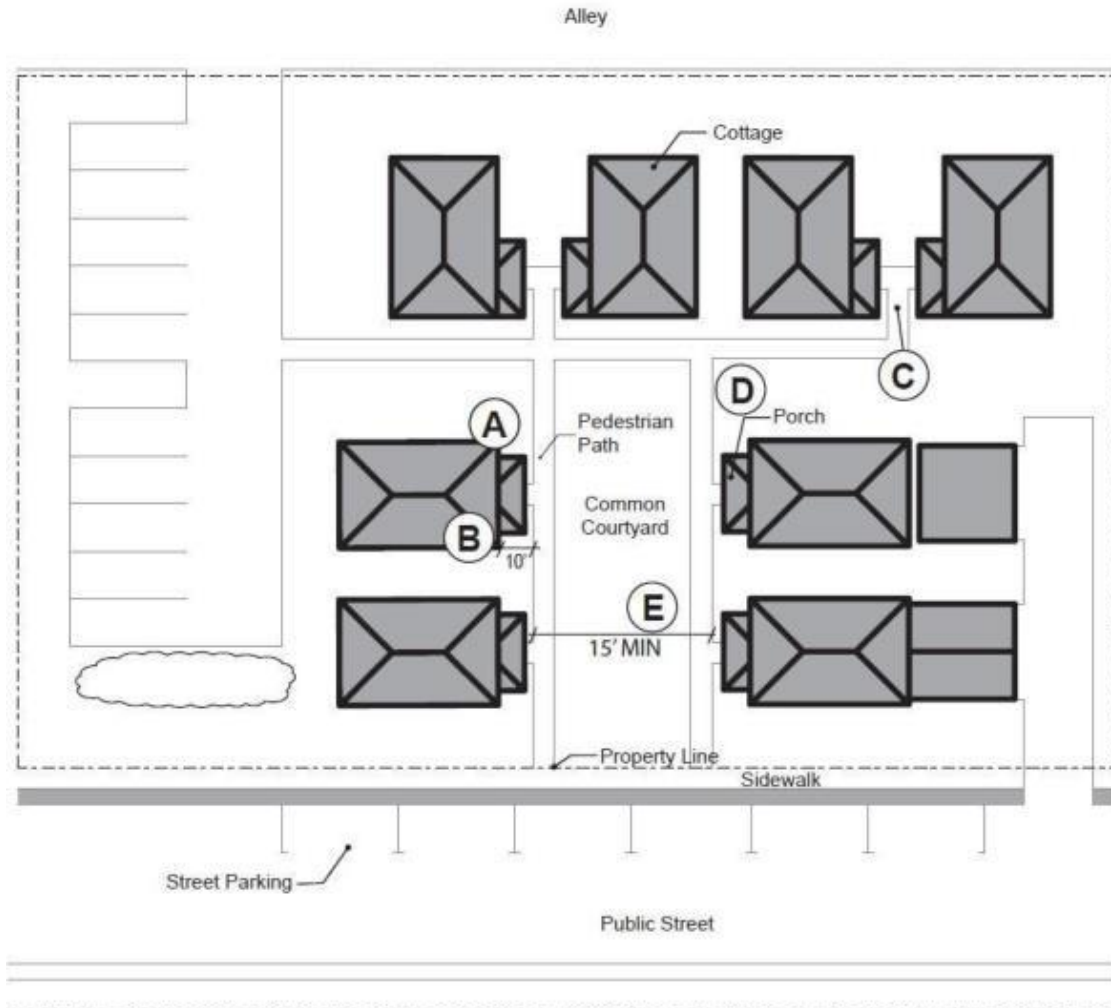 Alley
Cottage
C
D
Porch
A
Pedestrian
Path
Common
Courtyard
B
10'
E
15' MIN
Property Line
Sidewalk
Street Parking
Public Street